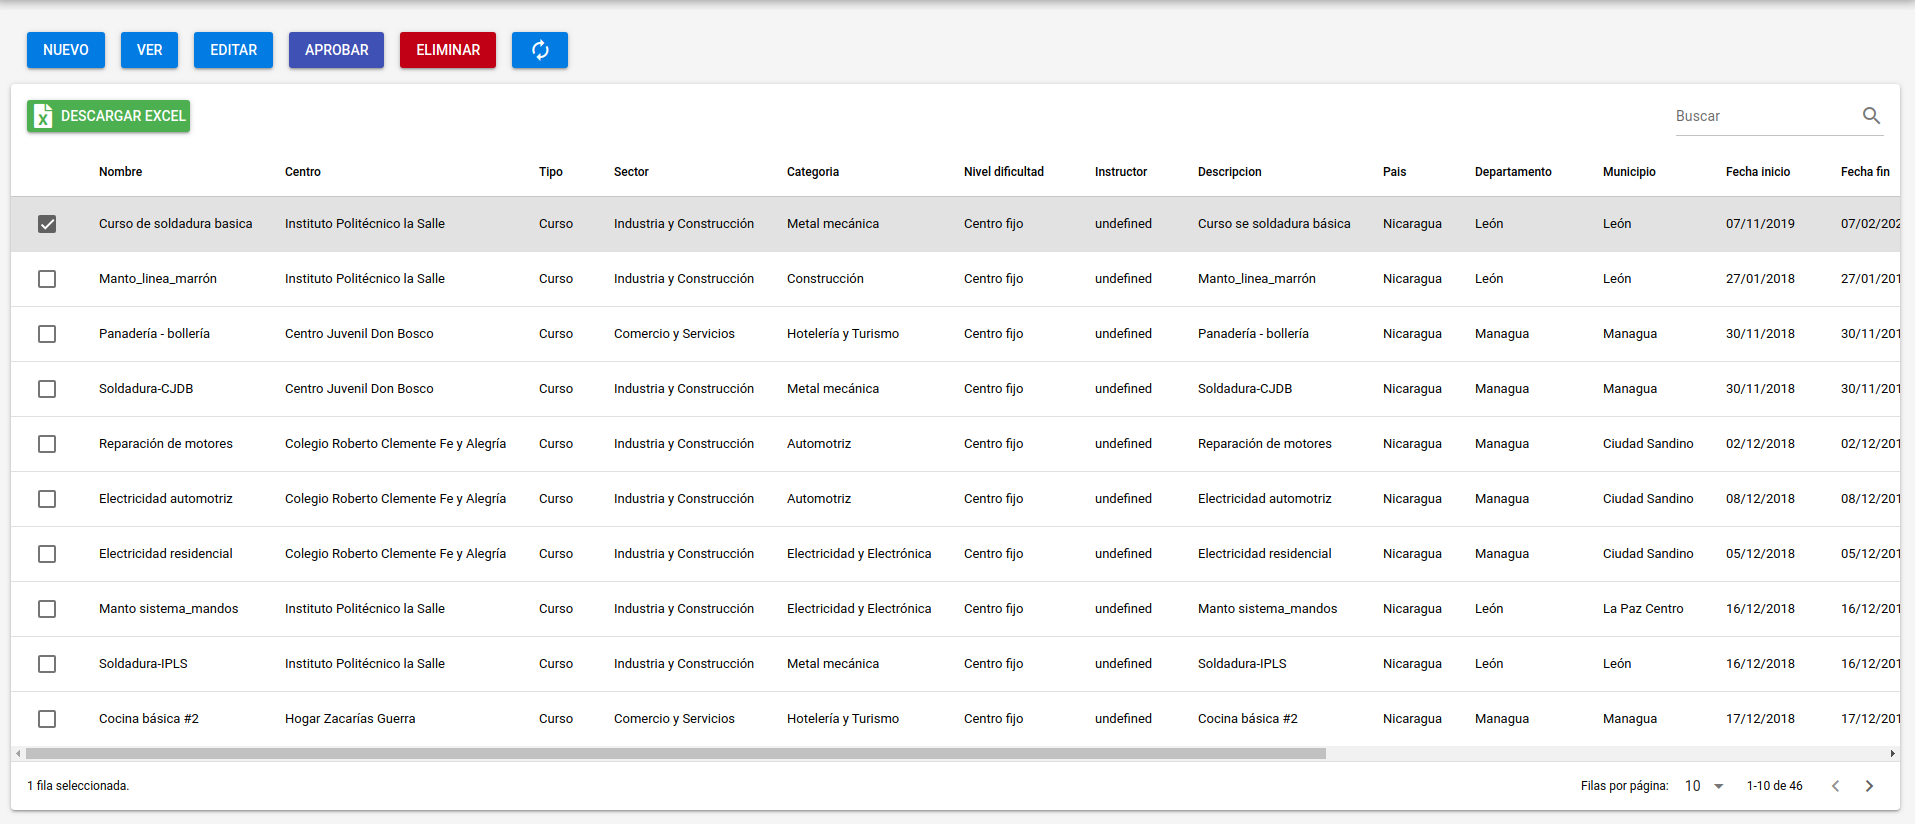 NUEVO VER EDITAR APROBAR ELIMINAR
DESCARGAR EXCEL Buscar
Nombre Centro Tipo Sector Categoria Nivel dificultad Instructor Descripcion Pais Departamento Municipio Fecha inicio Fecha fin
Curso de soldadura basica Instituto Politécnico la Salle Curso Industria y Construcción Metal mecánica Centro fijo undefined Curso se soldadura básica Nicaragua León León 07/11/2019 07/02/202
Manto_linea_marrón Instituto Politécnico la Salle Curso Industria y Construcción Construcción Centro fijo undefined Manto_linea_marrón Nicaragua León León 27/01/2018 27/01/201
Panadería - bollería Centro Juvenil Don Bosco Curso Comercio y Servicios Hotelería y Turismo Centro fijo undefined Panadería - bollería Nicaragua Managua Managua 30/11/2018 30/11/201
Soldadura-CJDB Centro Juvenil Don Bosco Curso Industria y Construcción Metal mecánica Centro fijo undefined Soldadura-CJDB Nicaragua Managua Managua 30/11/2018 30/11/201
Reparación de motores Colegio Roberto Clemente Fe y Alegría Curso Industria y Construcción Automotriz Centro fijo undefined Reparación de motores Nicaragua Managua Ciudad Sandino 02/12/2018 02/12/201
Electricidad automotriz Colegio Roberto Clemente Fe y Alegría Curso Industria y Construcción Automotriz Centro fijo undefined Electricidad automotriz Nicaragua Managua Ciudad Sandino 08/12/2018 08/12/201
Electricidad residencial Colegio Roberto Clemente Fe y Alegría Curso Industria y Construcción Electricidad y Electrónica Centro fijo undefined Electricidad residencial Nicaragua Managua Ciudad Sandino 05/12/2018 05/12/201
Manto sistema_mandos Instituto Politécnico la Salle Curso Industria y Construcción Electricidad y Electrónica Centro fijo undefined Manto sistema_mandos Nicaragua León La Paz Centro 16/12/2018 16/12/201
Soldadura-IPLS Instituto Politécnico la Salle Curso Industria y Construcción Metal mecánica Centro fijo undefined Soldadura-IPLS Nicaragua León León 16/12/2018 16/12/201
Cocina básica #2 Hogar Zacarías Guerra Curso Comercio y Servicios Hotelería y Turismo Centro fijo undefined Cocina básica #2 Nicaragua Managua Managua 17/12/2018 17/12/201
1 fila seleccionada. Filas por página: 10 1-10 de 46